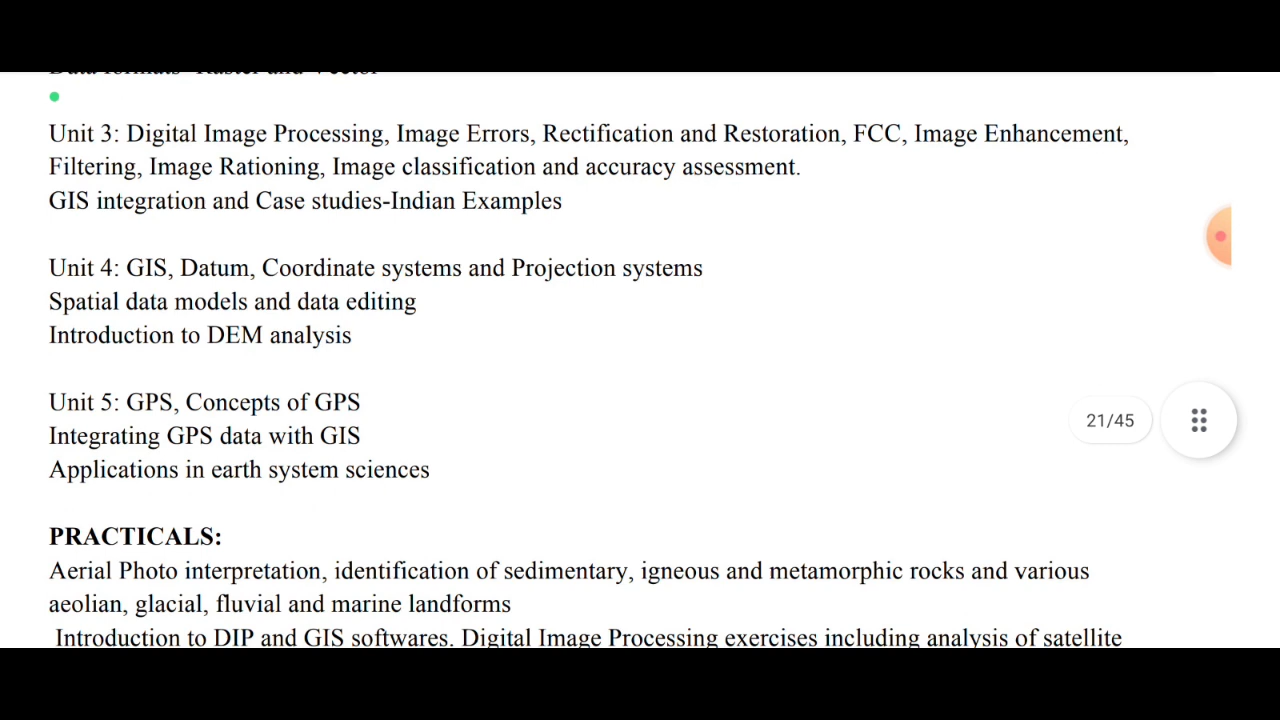 Data formats- Raster and Vector
Unit 3: Digital Image Processing, Image Errors, Rectification and Restoration, FCC, Image Enhancement,
Filtering, Image Rationing, Image classification and accuracy assessment.
GIS integration and Case studies-Indian Examples
Unit 4: GIS, Datum, Coordinate systems and Projection systems
Spatial data models and data editing
Introduction to DEM analysis
Unit 5: GPS, Concepts of GPS
Integrating GPS data with GIS
21/45
Applications in earth system sciences
PRACTICALS:
Aerial Photo interpretation, identification of sedimentary, igneous and metamorphic rocks and various
aeolian, glacial, fluvial and marine landforms
Introduction to DIP and GIS softwares. Digital Image Processing exercises including analysis of satellite